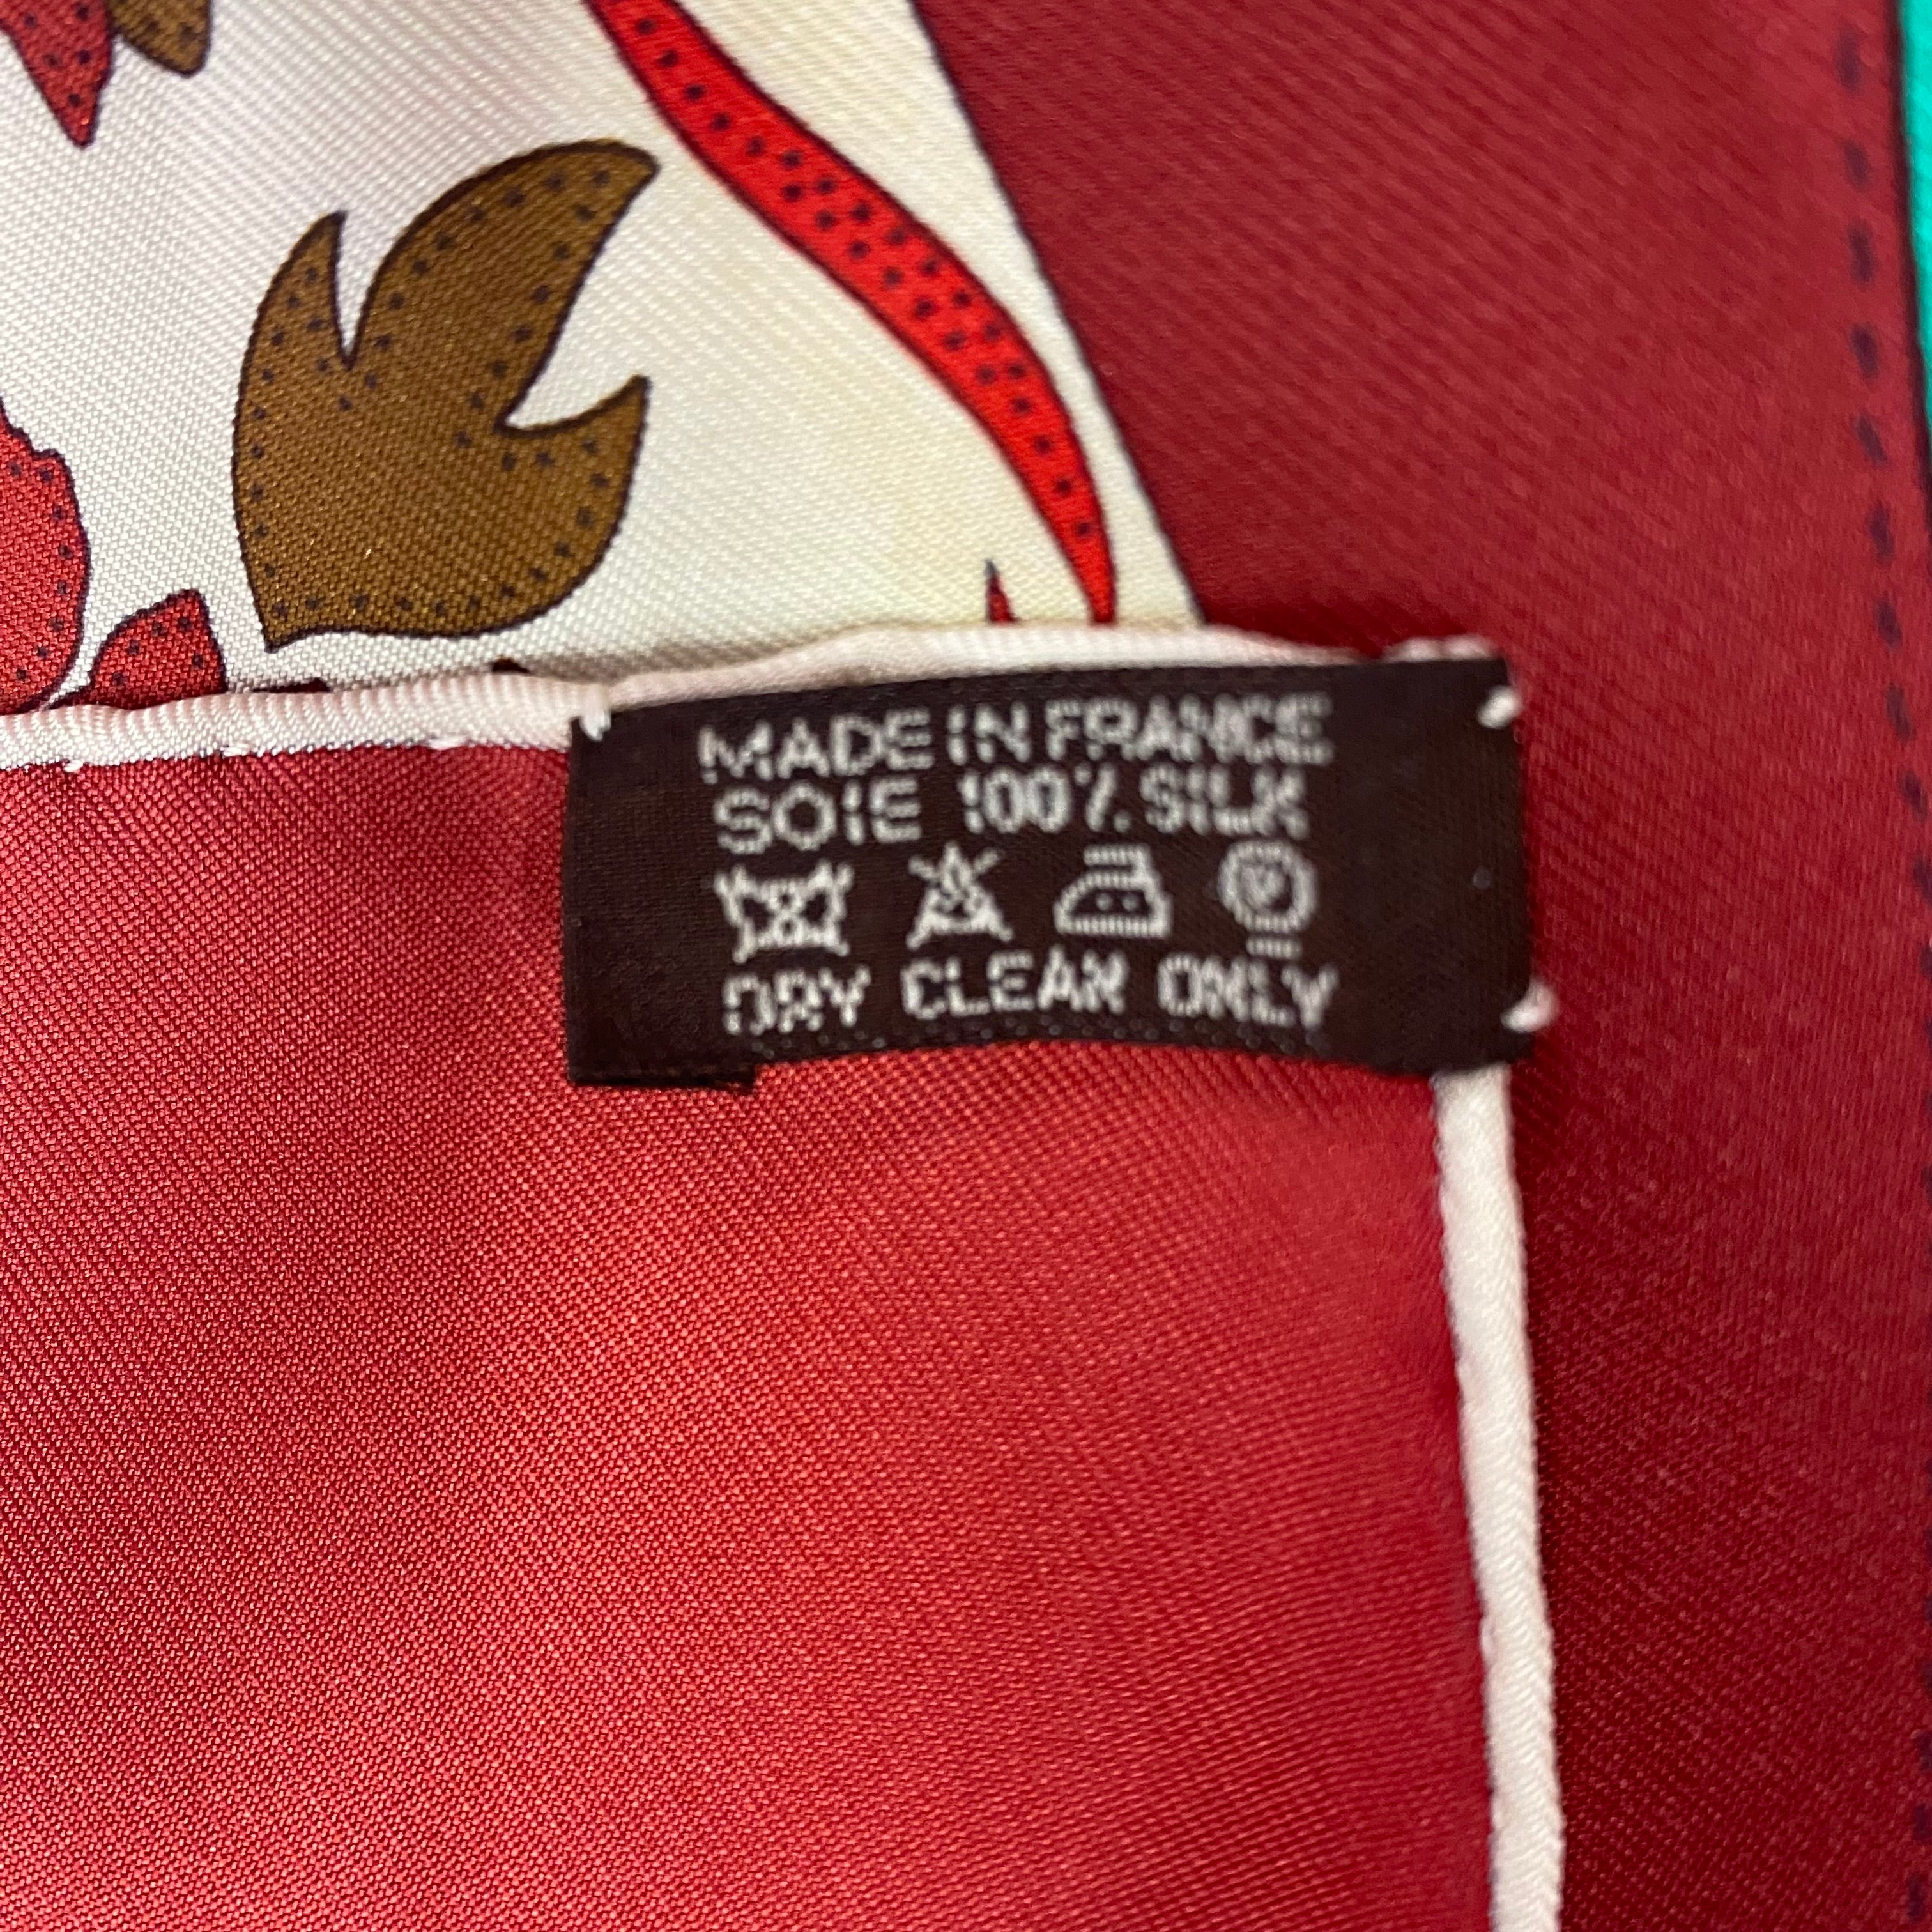 MADE IN FRANCE
SOIE 100% SILK
DRY CLEAN ONLY